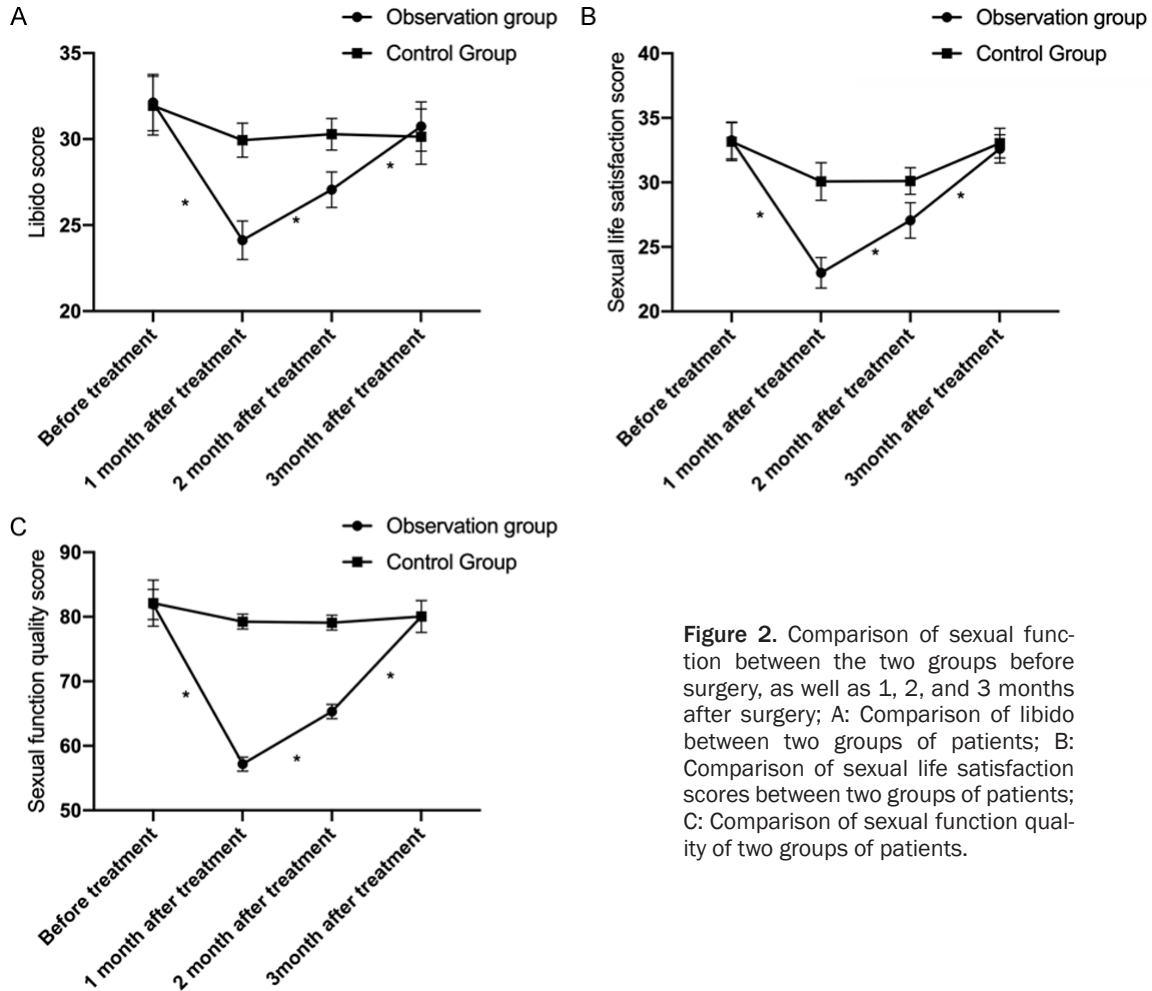 A
Observation group
Control Group
35
30
25
20
Libido score
*
*
*
Before treatment
1 month after treatment
2 month after treatment
3month after treatment
B
Observation group
Control Group
40
35
30
25
20
Sexual life satisfaction score
*
*
*
Before treatment
1 month after treatment
2 month after treatment
3month after treatment
C
Observation group
Control Group
90
80
70
60
50
Sexual function quality score
*
*
*
Before treatment
1 month after treatment
2 month after treatment
3month after treatment
Figure 2. Comparison of sexual func-
tion between the two groups before
surgery, as well as 1, 2, and 3 months
after surgery; A: Comparison of libido
between two groups of patients; B:
Comparison of sexual life satisfaction
scores between two groups of patients;
C: Comparison of sexual function qual-
ity of two groups of patients.